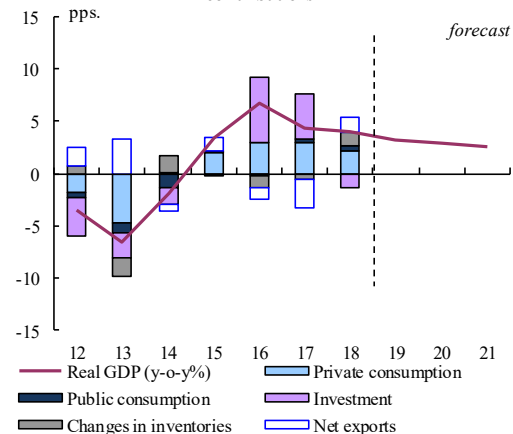 pps.
forecast
15
10
5
0
-5
-10
-15
12 13 14 15 16 17 18 19 20 21
Real GDP (y-o-y%) Private consumption
Public consumption Investment
Changes in inventories Net exports